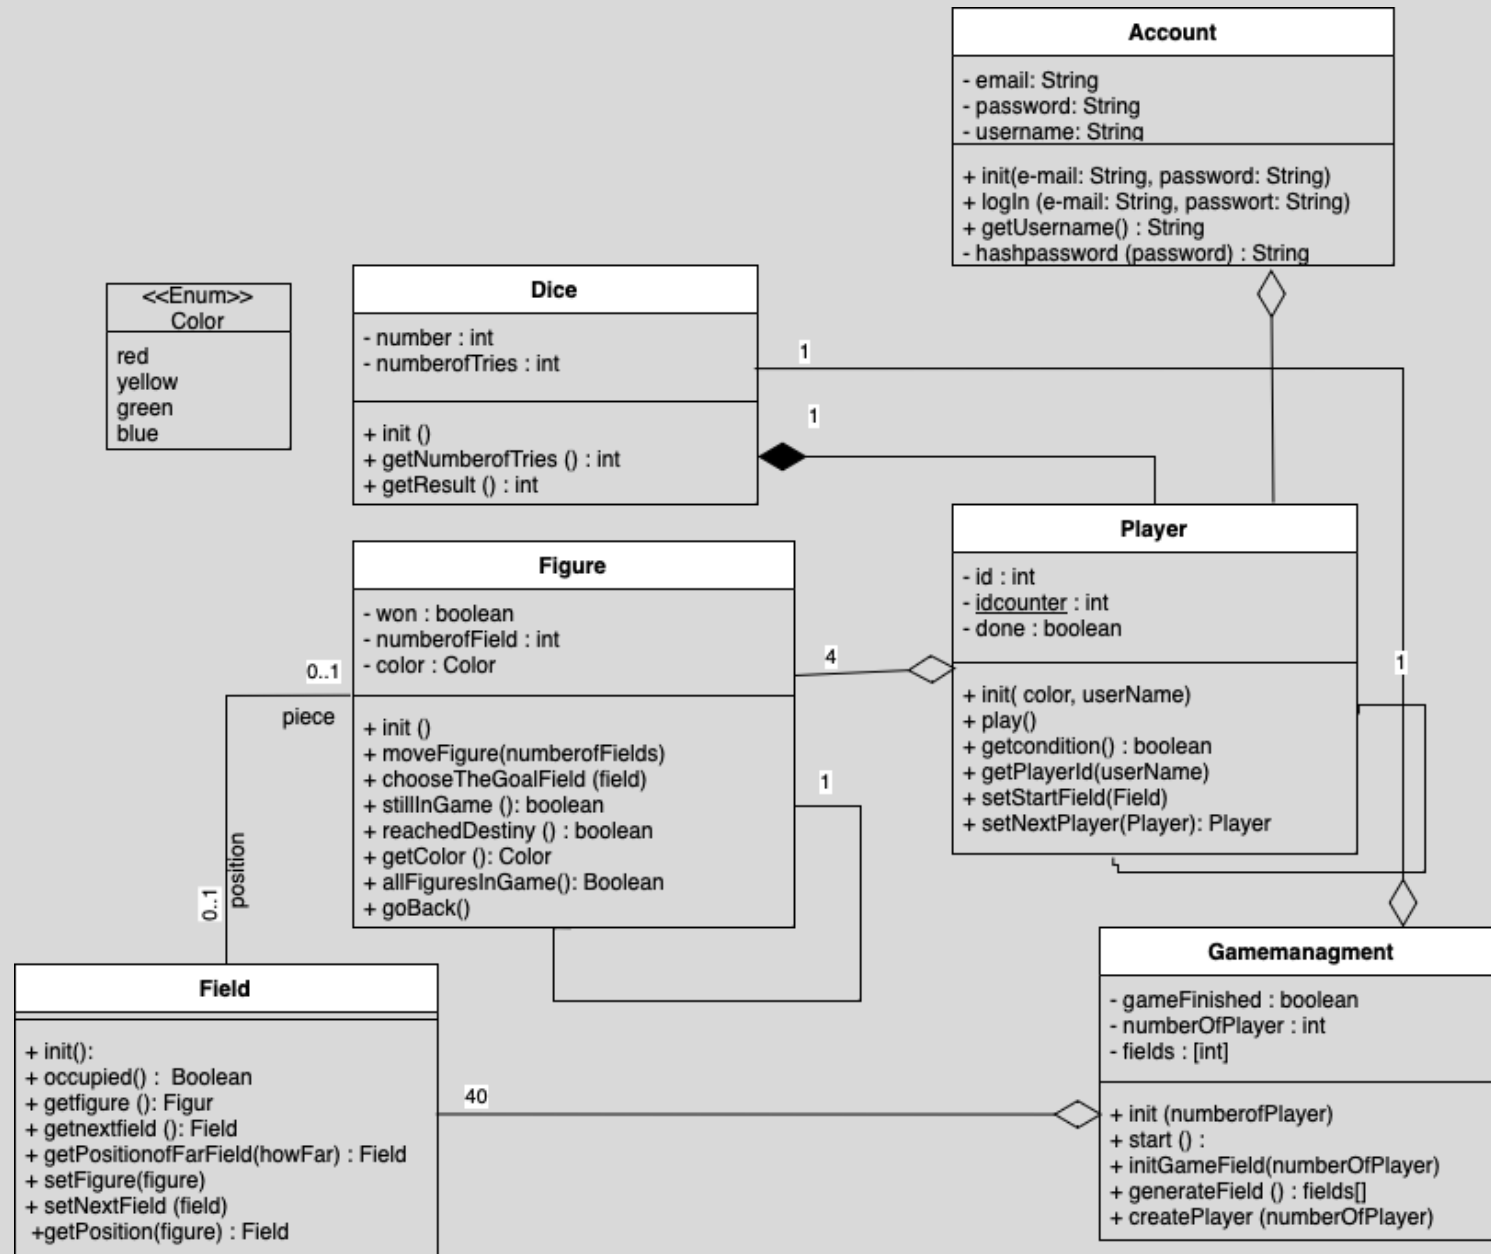 Account
- email: String
- password: String
- username: String
+ init(e-mail: String, password: String)
+ logIn (e-mail: String, passwort: String)
+ getUsername() : String
- hashpassword (password) : String
<<Enum>>
Color
red
yellow
green
blue
Dice
- number : int
- numberofTries : int
+ init ()
+ getNumberofTries () : int
+ getResult () : int
1
1
Player
- id : int
- idcounter : int
- done : boolean
+ init( color, userName)
+ play()
+ getcondition() : boolean
+ getPlayerId(userName)
+ setStartField(Field)
+ setNextPlayer(Player): Player
1
Figure
- won : boolean
- numberofField : int
- color : Color
+ init ()
+ moveFigure(numberofFields)
+ chooseTheGoalField (field)
+ stillInGame (): boolean
+ reachedDestiny () : boolean
+ getColor (): Color
+ allFiguresInGame(): Boolean
+ goBack()
4
1
0..1
piece
position
0..1
Field
+ init():
+ occupied() : Boolean
+ getfigure (): Figur
+ getnextfield (): Field
+ getPositionofFarField(howFar) : Field
+ setFigure(figure)
+ setNextField (field)
+getPosition(figure) : Field
40
Gamemanagment
- gameFinished : boolean
- numberOfPlayer : int
- fields : [int]
+ init (numberofPlayer)
+ start () :
+ initGameField(numberOfPlayer)
+ generateField () : fields[]
+ createPlayer (numberOfPlayer)